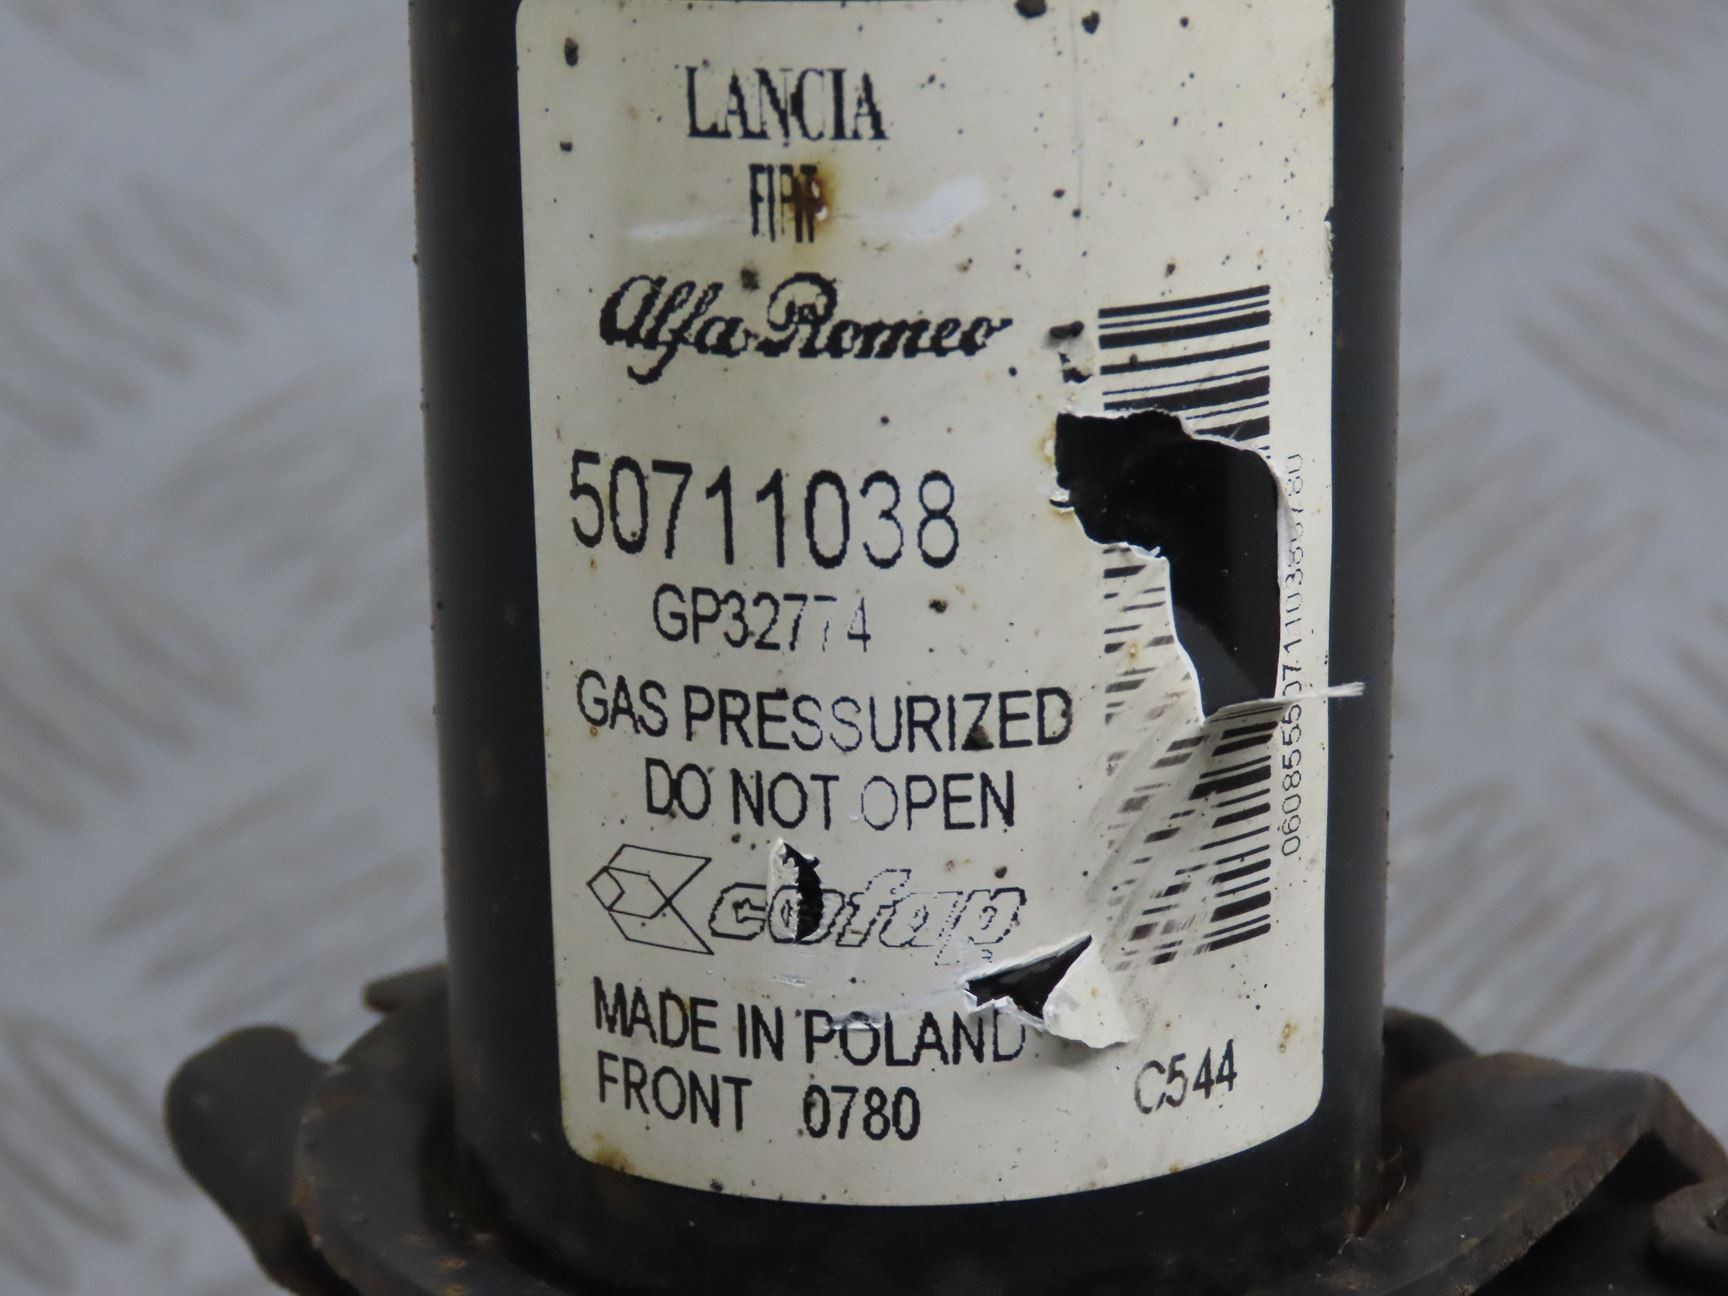 LANCIA
FIAT
Alfa Romeo
50711038
GP32774
GAS PRESSURIZED
DO NOT OPEN
cofap
MADE IN POLAND
FRONT 0780
C544